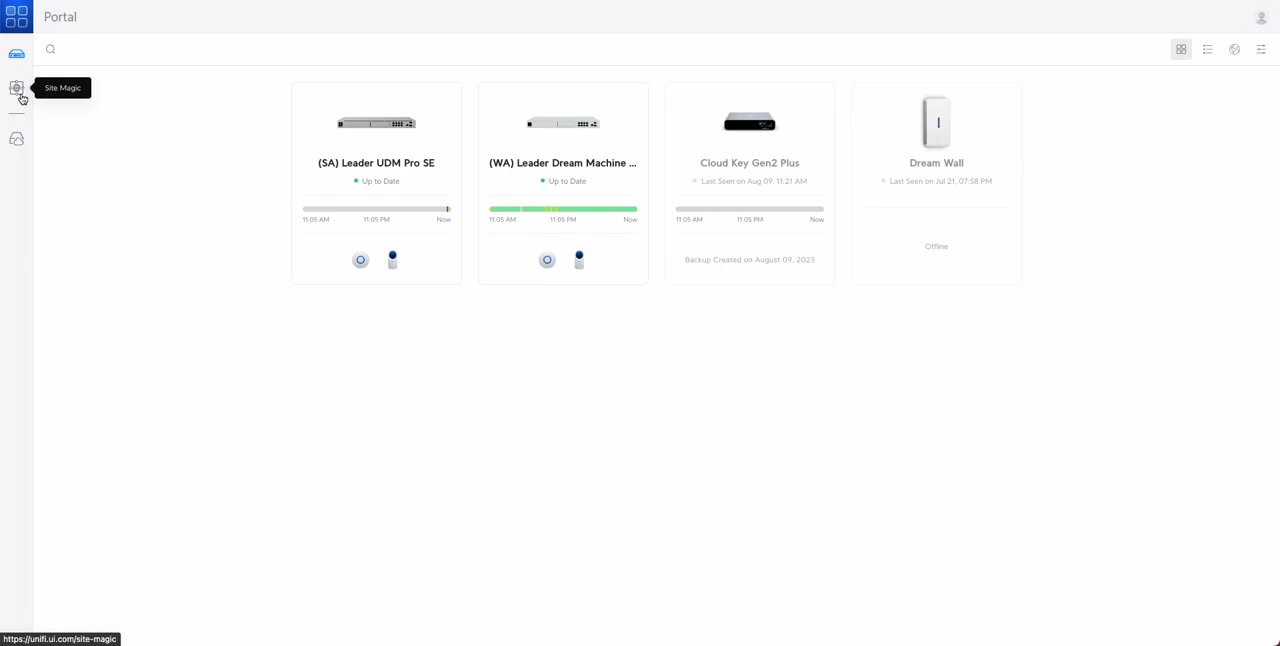 Portal
Site Magic
(SA) Leader UDM Pro SE
Up to Date
11:05 AM 11:05 PM Now
(WA) Leader Dream Machine ...
Up to Date
11:05 AM 11:05 PM Now
Cloud Key Gen2 Plus
Last Seen on Aug 09, 11:21 AM
11:05 AM 11:05 PM Now
Backup Created on August 09, 2023
Dream Wall
Last Seen on Jul 21, 07:58 PM
Offline
https://unifi.ui.com/site-magic